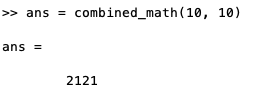 >> ans = combined_math(10, 10)
ans =
2121